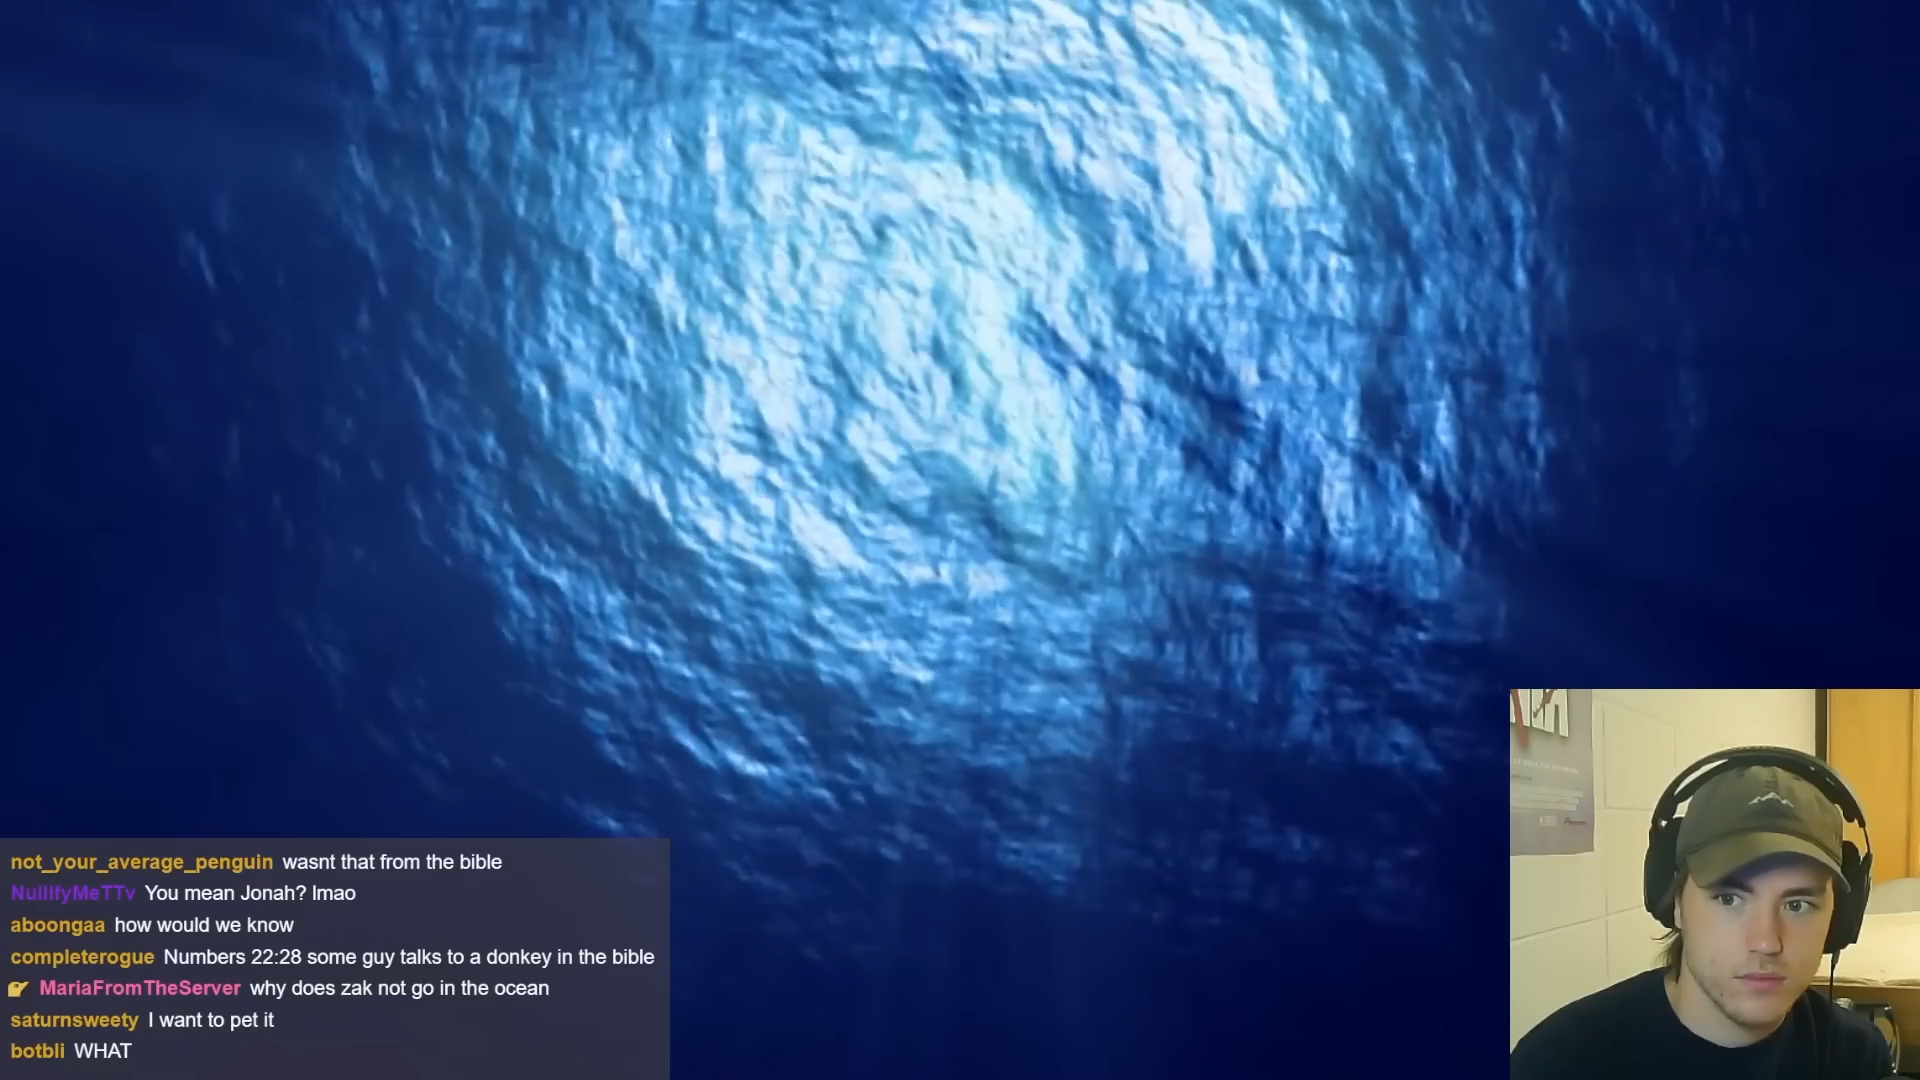 not_your_average_penguin wasnt that from the bible
NullifyMeTTv You mean Jonah? lmao
aboongaa how would we know
completerogue Numbers 22:28 some guy talks to a donkey in the bible
MariaFromTheServer why does zak not go in the ocean
saturnsweety I want to pet it
botbli WHAT